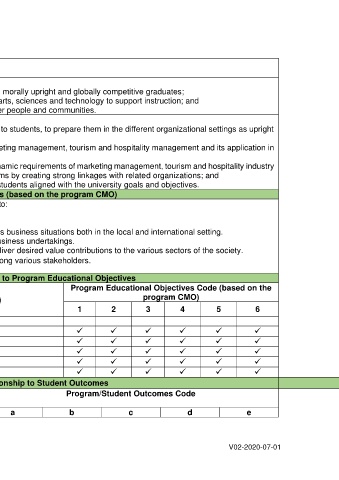 morally upright and globally competitive graduates;
arts, sciences and technology to support instruction; and
er people and communities.
to students, to prepare them in the different organizational settings as upright
eting management, tourism and hospitality management and its application in
namic requirements of marketing management, tourism and hospitality industry
ms by creating strong linkages with related organizations; and
students aligned with the university goals and objectives.
s (based on the program CMO)
to:
s business situations both in the local and international setting.
usiness undertakings.
liver desired value contributions to the various sectors of the society.
ong various stakeholders.
to Program Educational Objectives
)
Program Educational Objectives Code (based on the
program CMO)
1 2 3 4 5 6
✓ ✓ ✓ ✓ ✓ ✓
✓ ✓ ✓ ✓ ✓ ✓
✓ ✓ ✓ ✓ ✓ ✓
✓ ✓ ✓ ✓ ✓ ✓
✓ ✓ ✓ ✓ ✓ ✓
onship to Student Outcomes
Program/Student Outcomes Code
a b c d e
V02-2020-07-01